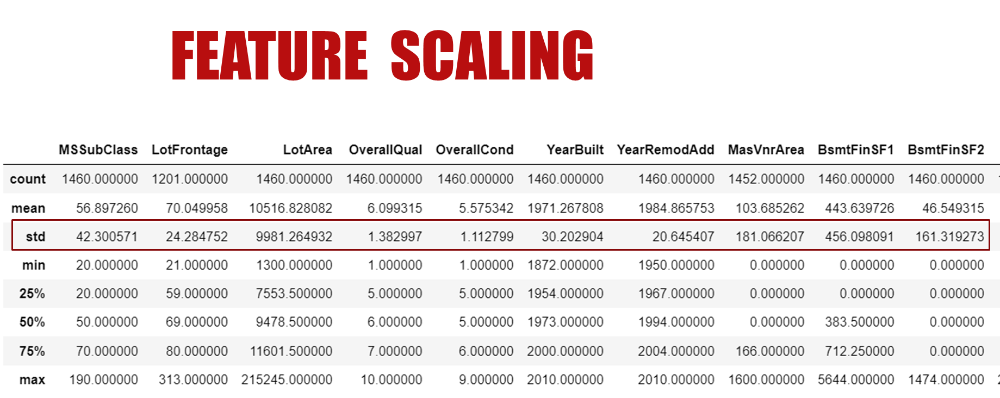 FEATURE SCALING
MSSubClass LotFrontage LotArea OverallQual OverallCond YearBuilt YearRemodAdd MasVnrArea BsmtFinSF1 BsmtFinSF2
count 1460.000000 1201.000000 1460.000000 1460.000000 1460.000000 1460.000000 1460.000000 1452.000000 1460.000000 1460.000000
mean 56.897260 70.049958 10516.828082 6.099315 5.575342 1971.267808 1984.865753 103.685262 443.639726 46.549315
std 42.300571 24.284752 9981.264932 1.382997 1.112799 30.202904 20.645407 181.066207 456.098091 161.319273
min 20.000000 21.000000 1300.000000 1.000000 1.000000 1872.000000 1950.000000 0.000000 0.000000 0.000000
25% 20.000000 59.000000 7553.500000 5.000000 5.000000 1954.000000 1967.000000 0.000000 0.000000 0.000000
50% 50.000000 69.000000 9478.500000 6.000000 5.000000 1973.000000 1994.000000 0.000000 383.500000 0.000000
75% 70.000000 80.000000 11601.500000 7.000000 6.000000 2000.000000 2004.000000 166.000000 712.250000 0.000000
max 190.000000 313.000000 215245.000000 10.000000 9.000000 2010.000000 2010.000000 1600.000000 5644.000000 1474.000000